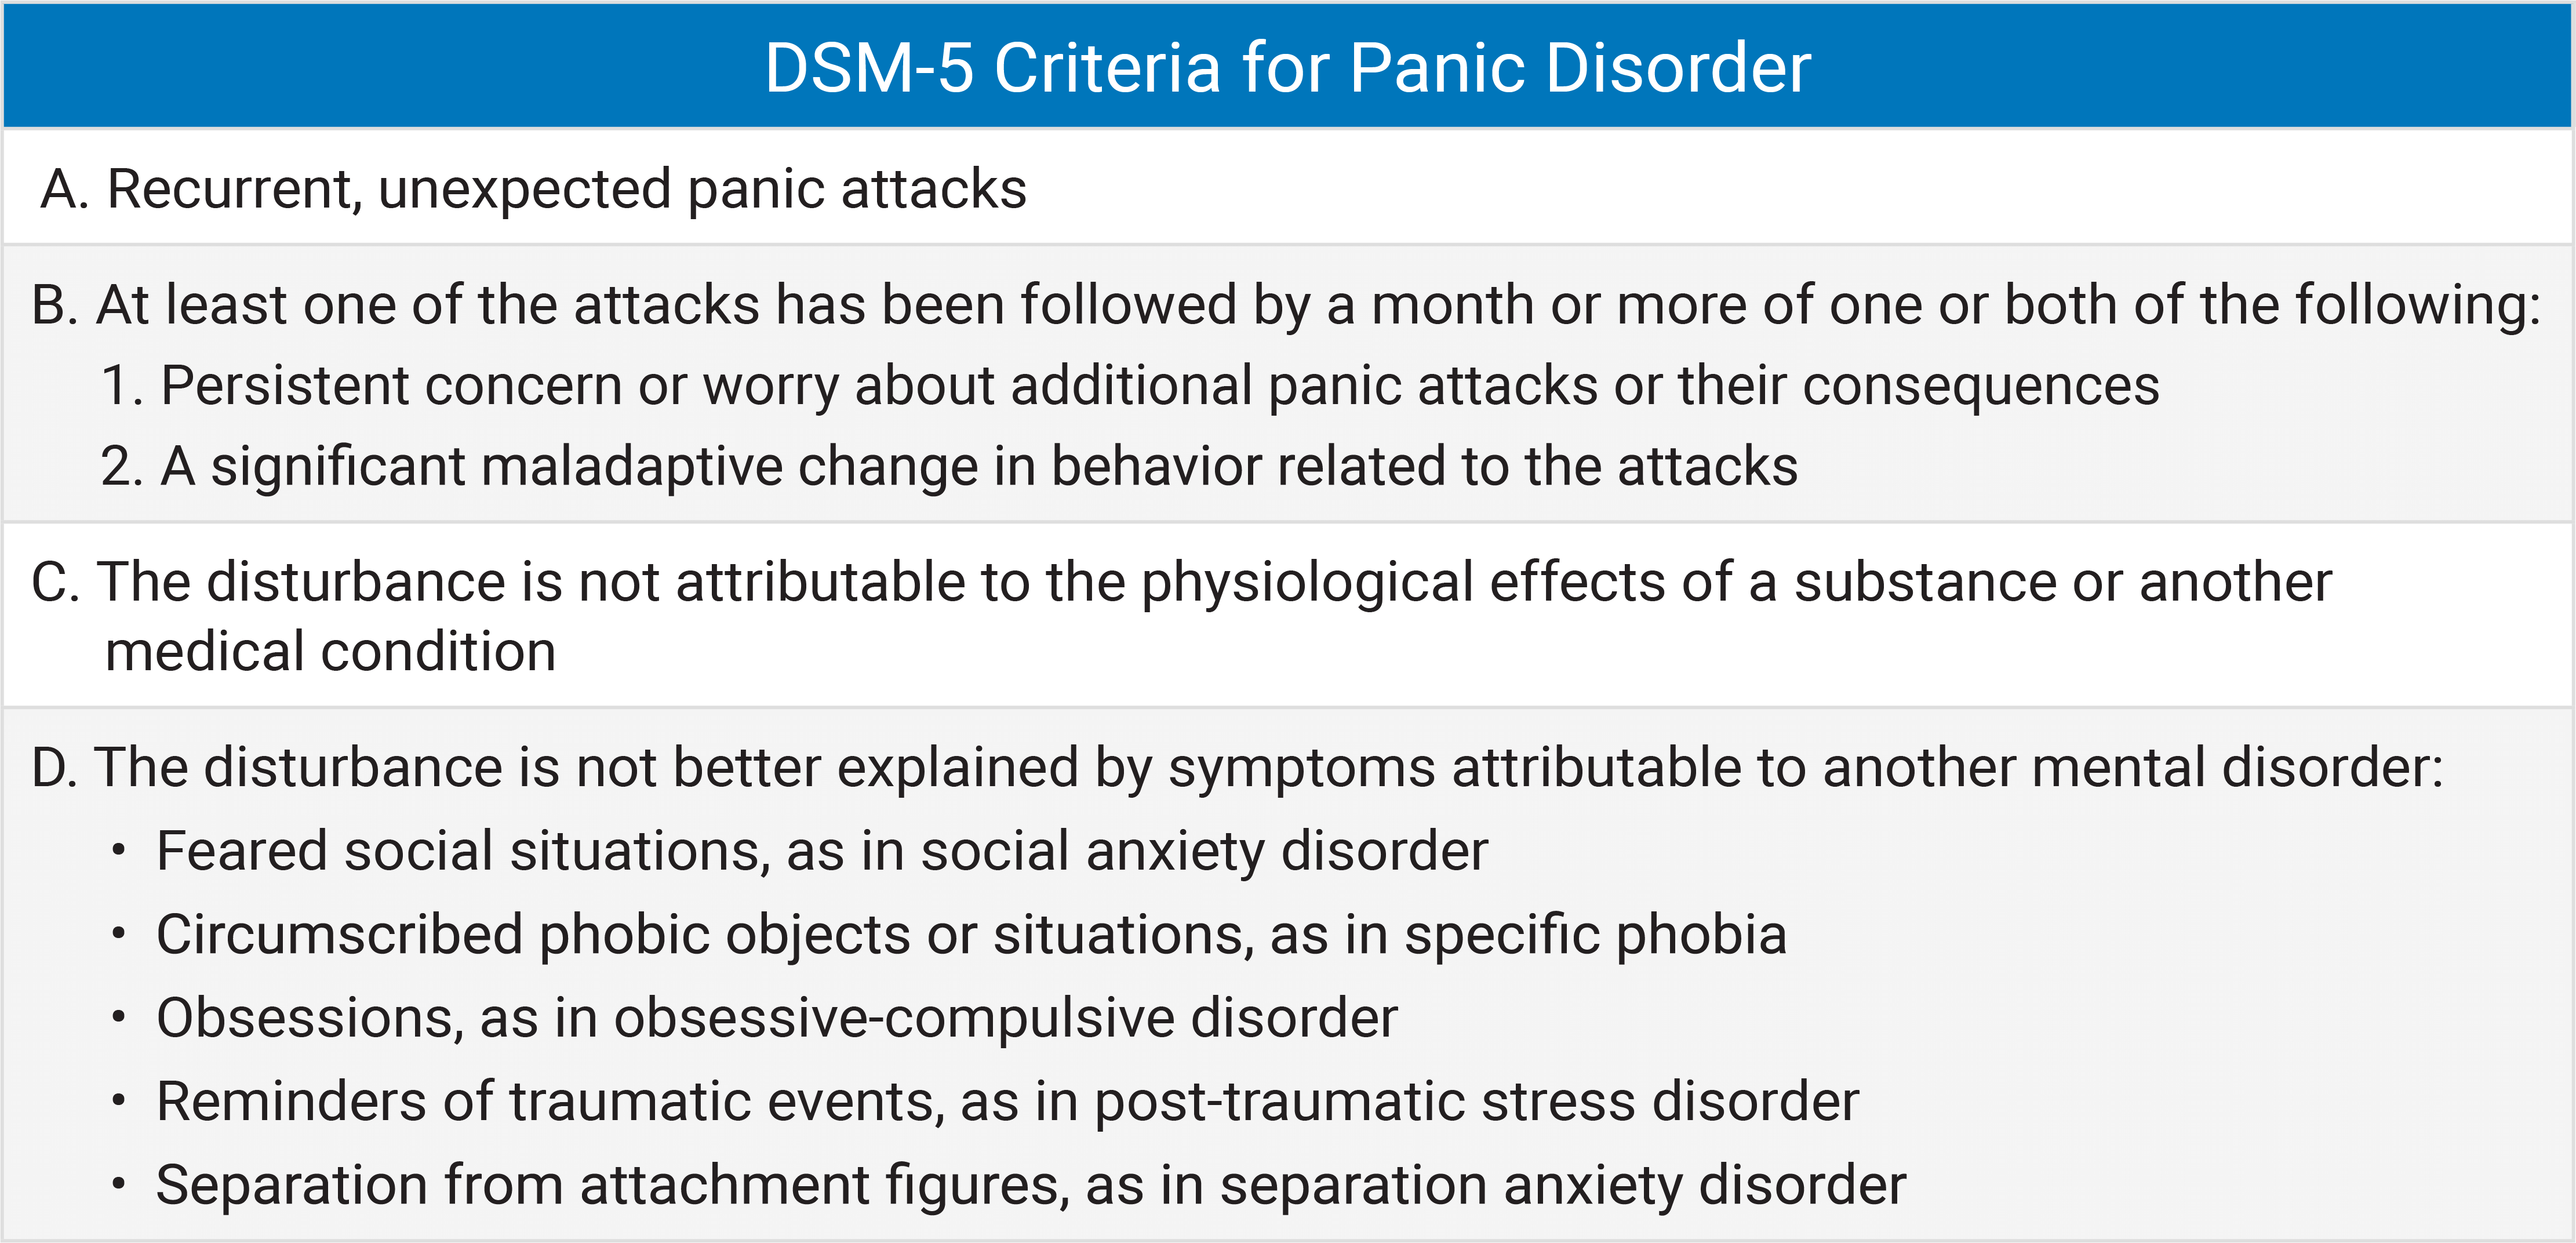 DSM-5 Criteria for Panic Disorder
A. Recurrent, unexpected panic attacks
B. At least one of the attacks has been followed by a month or more of one or both of the following:
1. Persistent concern or worry about additional panic attacks or their consequences
2. A significant maladaptive change in behavior related to the attacks
C. The disturbance is not attributable to the physiological effects of a substance or another
medical condition
D. The disturbance is not better explained by symptoms attributable to another mental disorder:
• Feared social situations, as in social anxiety disorder
• Circumscribed phobic objects or situations, as in specific phobia
• Obsessions, as in obsessive-compulsive disorder
• Reminders of traumatic events, as in post-traumatic stress disorder
• Separation from attachment figures, as in separation anxiety disorder